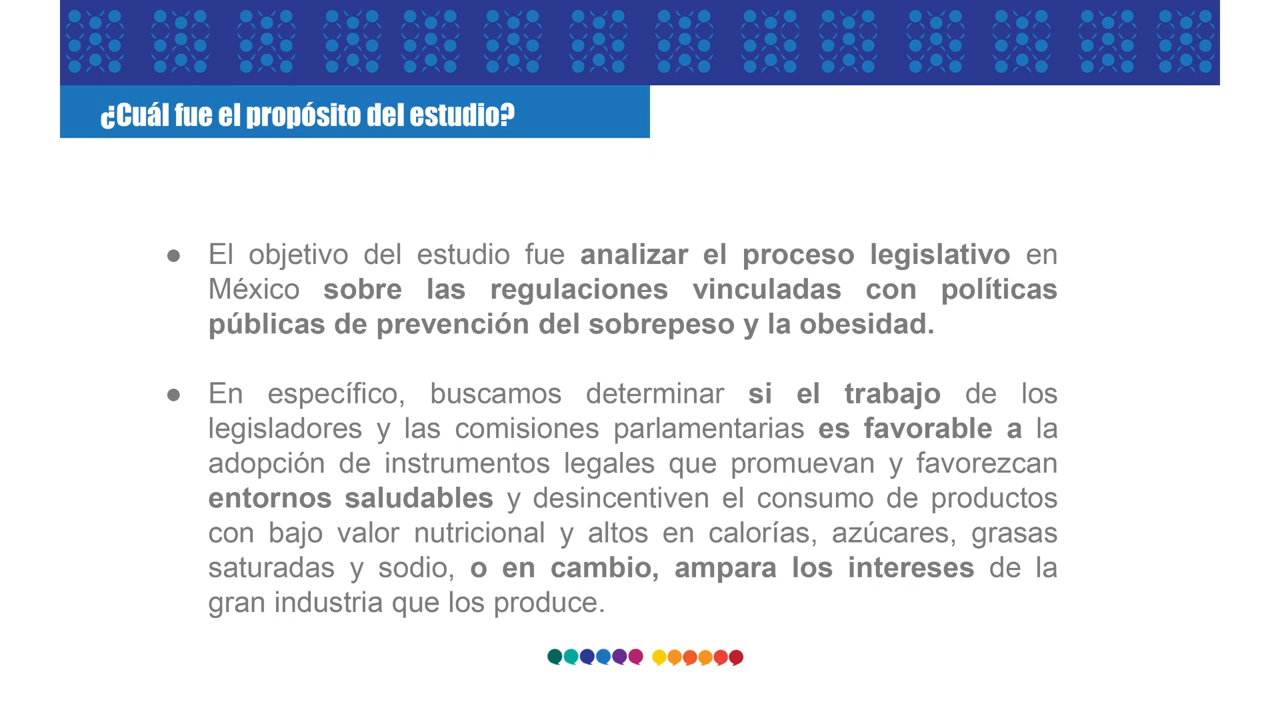 ¿Cuál fue el propósito del estudio?
● El objetivo del estudio fue analizar el proceso legislativo en
México sobre las regulaciones vinculadas con políticas
públicas de prevención del sobrepeso y la obesidad.
● En específico, buscamos determinar si el trabajo de los
legisladores y las comisiones parlamentarias es favorable a la
adopción de instrumentos legales que promuevan y favorezcan
entornos saludables y desincentiven el consumo de productos
con bajo valor nutricional y altos en calorías, azúcares, grasas
saturadas y sodio, o en cambio, ampara los intereses de la
gran industria que los produce.